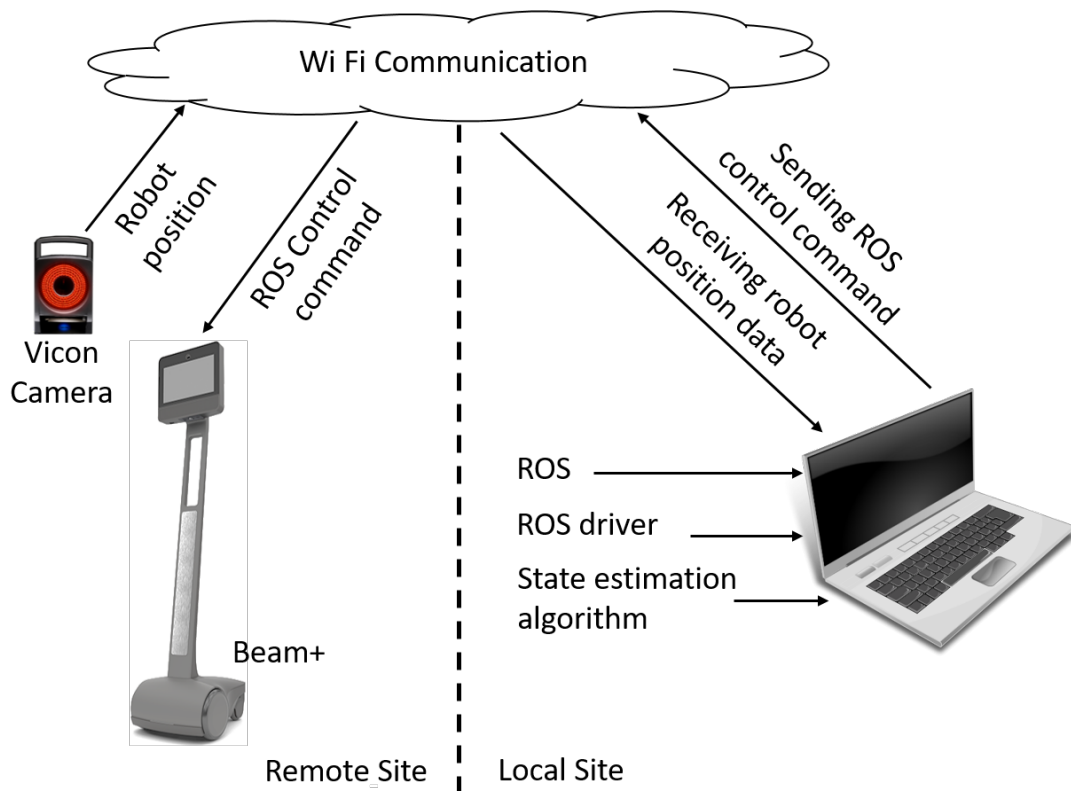 Wi Fi Communication
Robot
position
ROS Control
command
Receiving robot
position data
Sending ROS
control command
Vicon
Camera
ROS
ROS driver
State estimation
algorithm
Beam+
Remote Site
Local Site